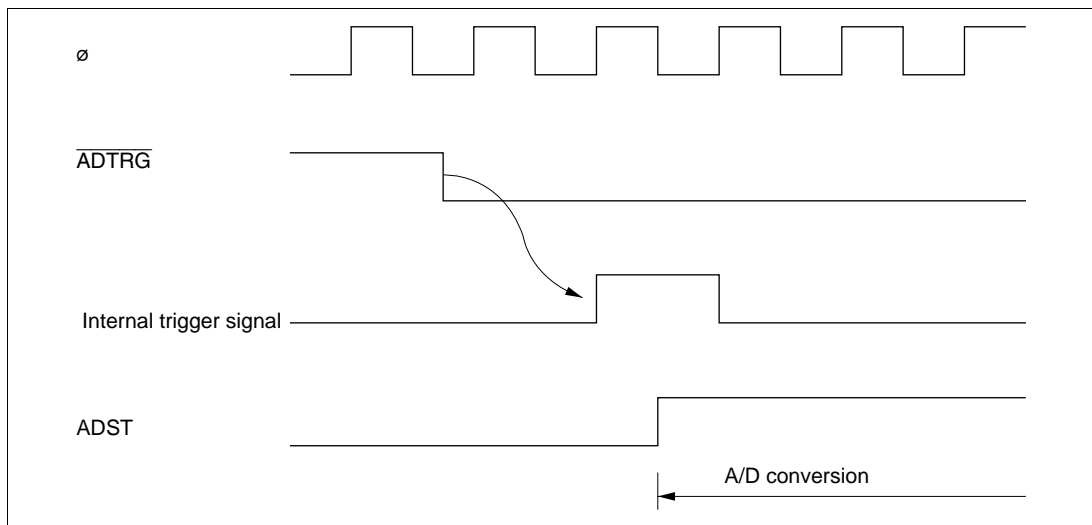 ø
ADTRG
Internal trigger signal
ADST
A/D conversion